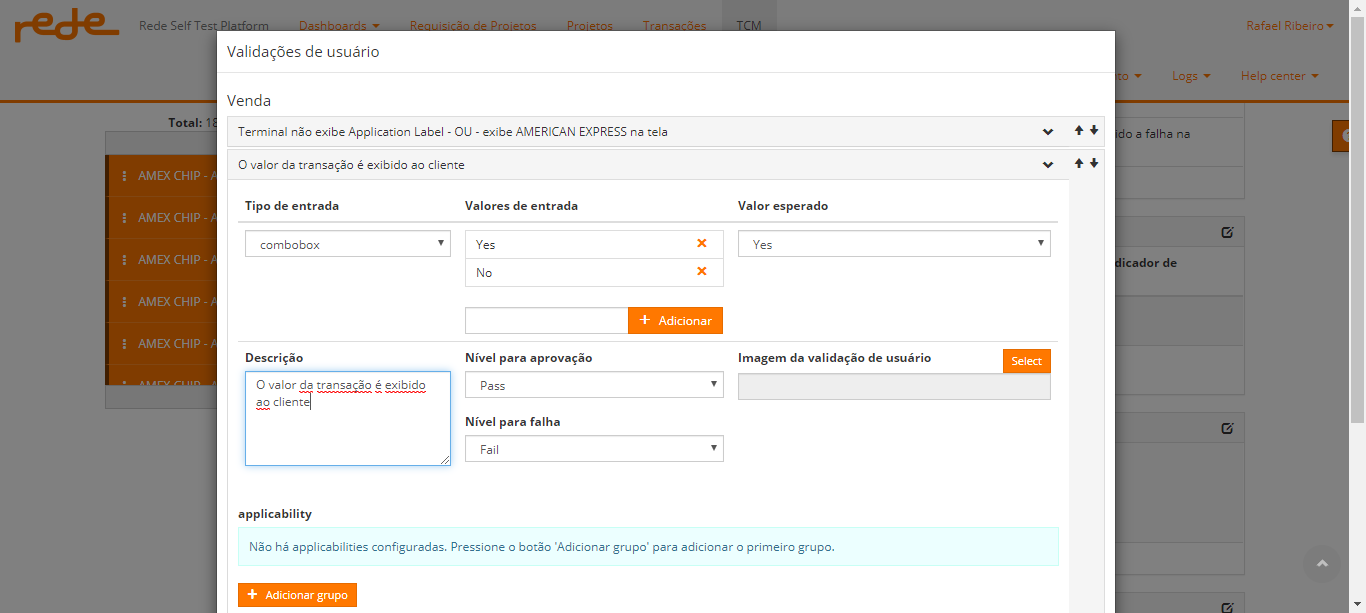 rede Rede Self Test Platform Dashboards Requisição de Projetos Projetos Transações TCM Rafael Ribeiro
Validações de usuário
Logs Help center
Venda
Total:
Terminal não exibe Application Label - OU - exibe AMERICAN EXPRESS na tela
ido a falha na
O valor da transação é exibido ao cliente
AMEX CHIP - A
Tipo de entrada Valores de entrada Valor esperado
AMEX CHIP - A
combobox Yes Yes
AMEX CHIP - A
No
dicador de
AMEX CHIP - A
+ Adicionar
AMEX CHIP - A
Descrição Nível para aprovação Imagem da validação de usuário Select
O valor da transação é exibido
ao cliente
Pass
AMEX CHIP - A
Nível para falha
Fail
applicability
Não há applicabilities configuradas. Pressione o botão 'Adicionar grupo' para adicionar o primeiro grupo.
+ Adicionar grupo